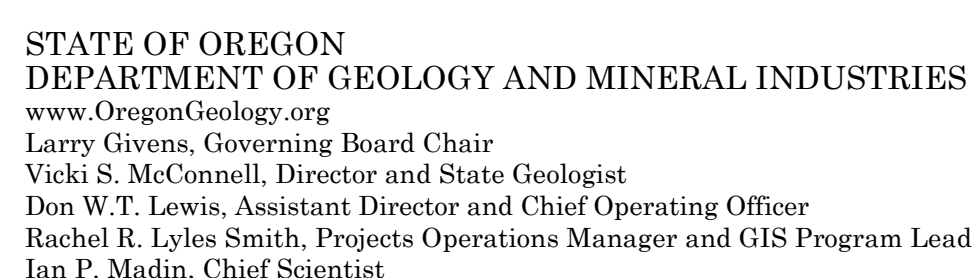 STATE OF OREGON
DEPARTMENT OF GEOLOGY AND MINERAL INDUSTRIES
www.OregonGeology.org
Larry Givens, Governing Board Chair
Vicki S. McConnell, Director and State Geologist
Don W.T. Lewis, Assistant Director and Chief Operating Officer
Rachel R. Lyles Smith, Projects Operations Manager and GIS Program Lead
Ian P. Madin, Chief Scientist